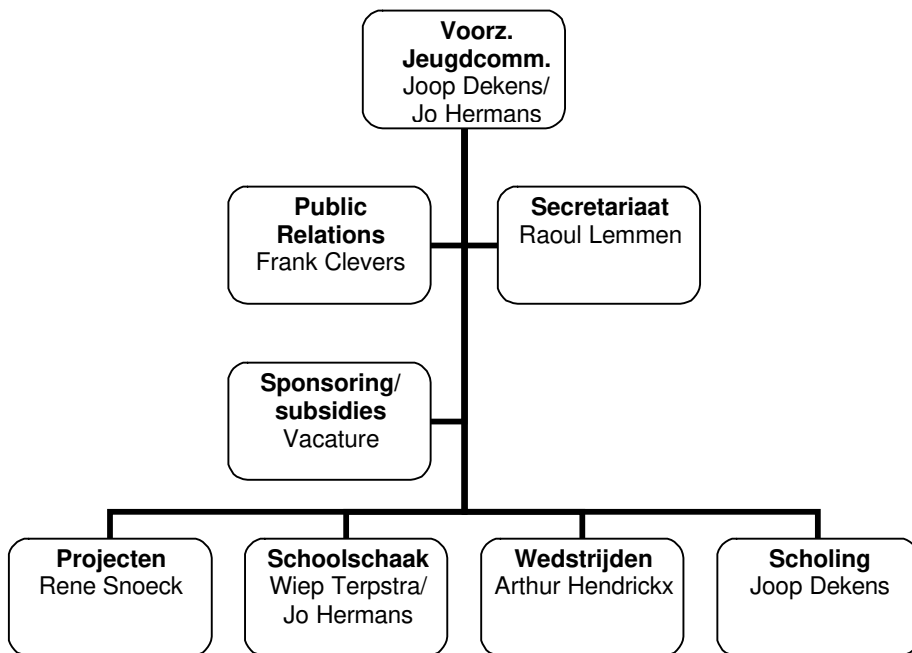 Voorz.
Jeugdcomm.
Joop Dekens/
Jo Hermans
Public
Relations
Frank Clevers
Secretariaat
Raoul Lemmen
Sponsoring/
subsidies
Vacature
Projecten
Rene Snoeck
Schoolschaak
Wiep Terpstra/
Jo Hermans
Wedstrijden
Arthur Hendrickx
Scholing
Joop Dekens